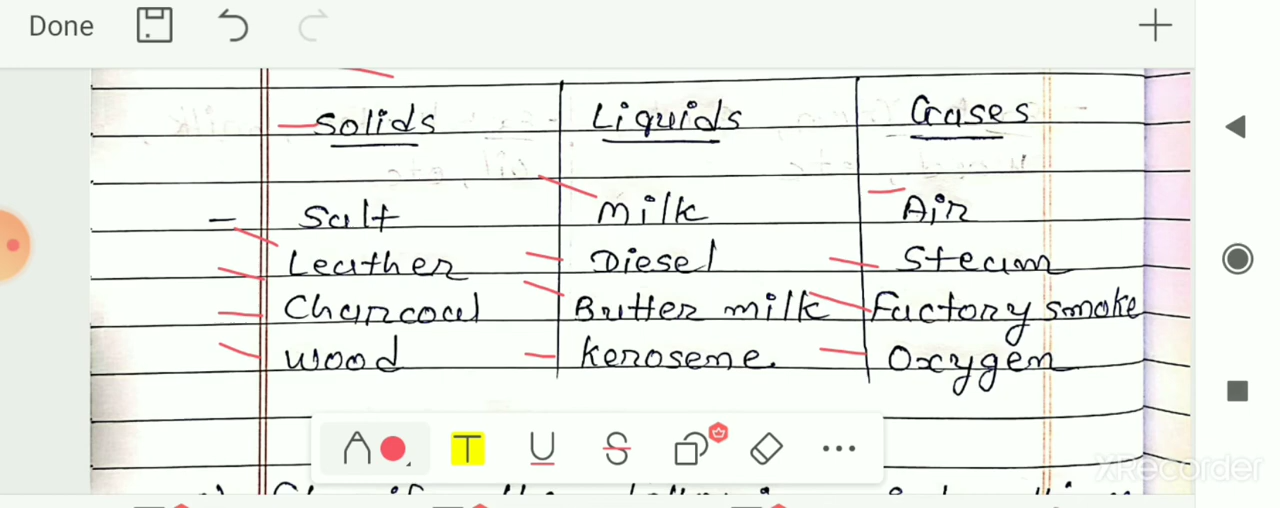 Done
Solids Liquids Gases
Salt Milk Air
Leather Diesel Steam
Charcoal Butter milk Factory smoke
Wood Kerosene. Oxygen
A T U S
XRecorder